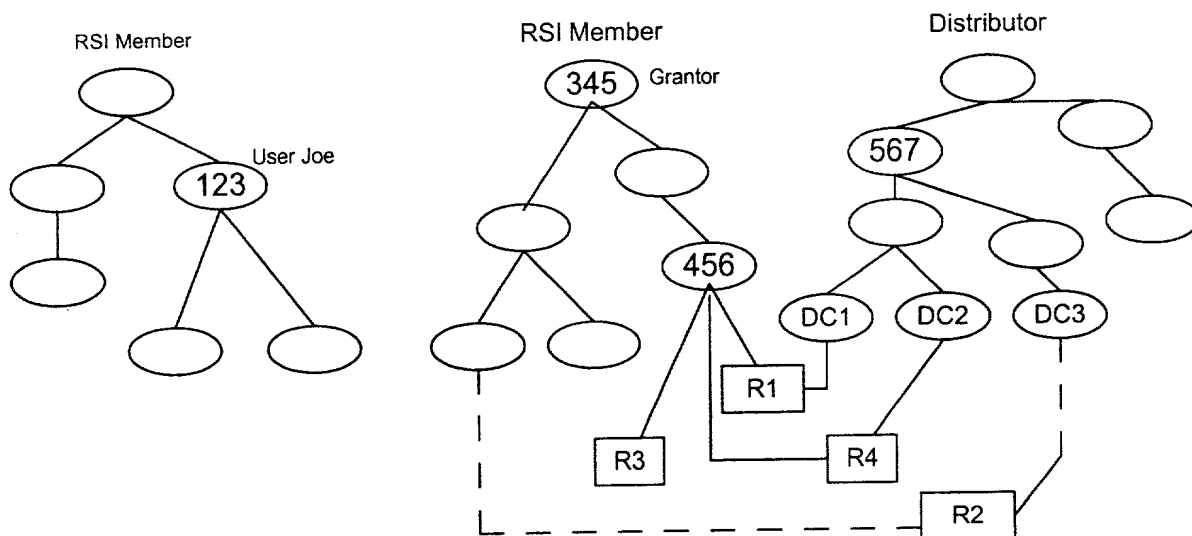 RSI Member
RSI Member
Distributor
345
Grantor
567
User Joe
123
456
DC1
DC2
DC3
R1
R3
R4
R2